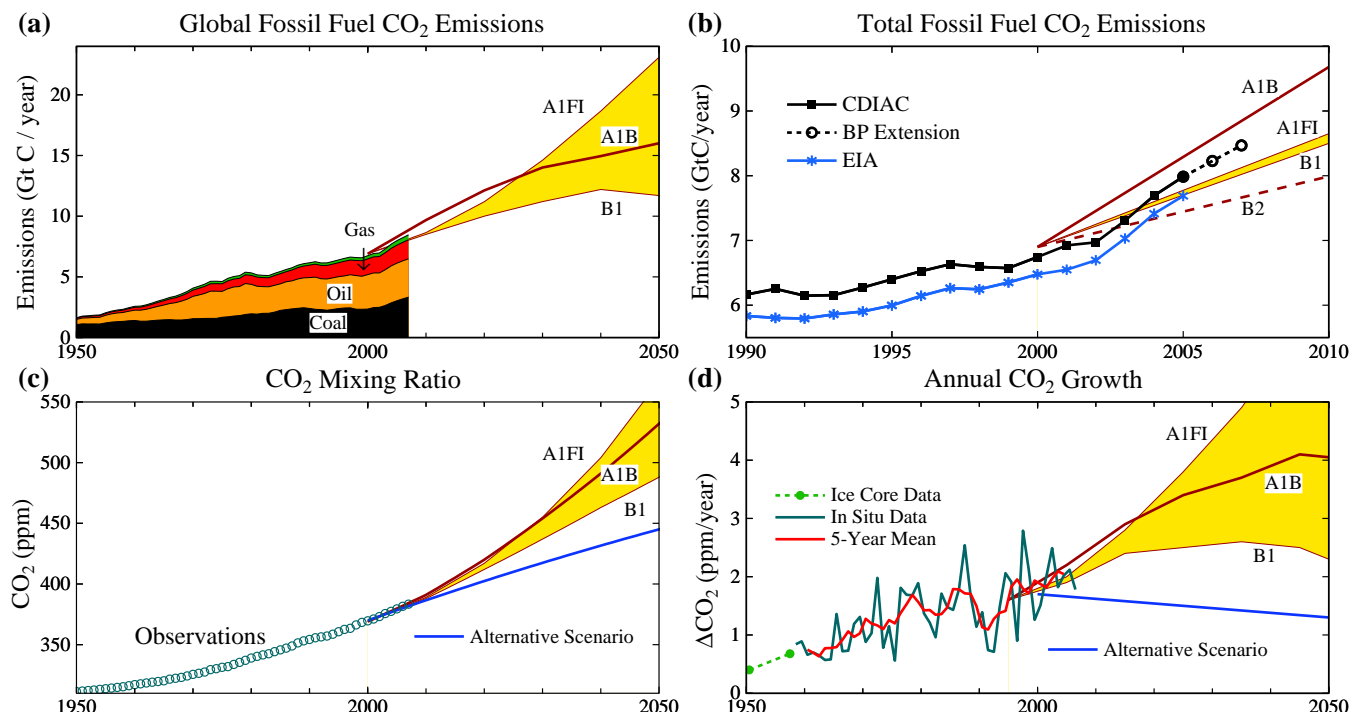 (a) Global Fossil Fuel CO₂ Emissions
Emissions (Gt C / year)
20
15
10
5
0
A1FI
A1B
B1
Gas
Oil
Coal
1950 2000 2050
(b) Total Fossil Fuel CO₂ Emissions
Emissions (GtC/year)
10
9
8
7
6
CDIAC
BP Extension
EIA
A1B
A1FI
B1
B2
1990 1995 2000 2005 2010
(c) CO₂ Mixing Ratio
CO₂ (ppm)
550
500
450
400
350
A1FI
A1B
B1
Observations
Alternative Scenario
1950 2000 2050
(d) Annual CO₂ Growth
ΔCO₂ (ppm/year)
5
4
3
2
1
0
A1FI
A1B
B1
Ice Core Data
In Situ Data
5-Year Mean
Alternative Scenario
1950 2000 2050